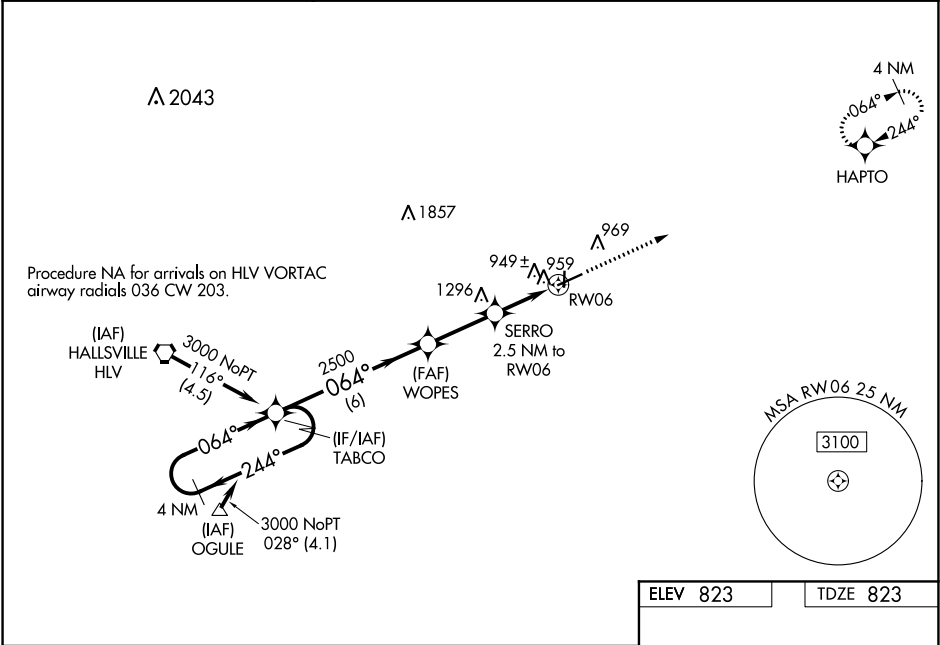 2043
4 NM
064°
244°
HAPTO
1857
969
949±
959
1296
RW06
Procedure NA for arrivals on HLV VORTAC
airway radials 036 CW 203.
SERRO
2.5 NM to
RW06
(IAF)
HALLSVILLE
HLV
3000 NoPT
116°
(4.5)
2500
064°
(6)
(FAF)
WOPES
MSA RW06 25 NM
3100
064°
244°
(IF/IAF)
TABCO
4 NM
(IAF)
OGULE
3000 NoPT
028° (4.1)
ELEV 823
TDZE 823